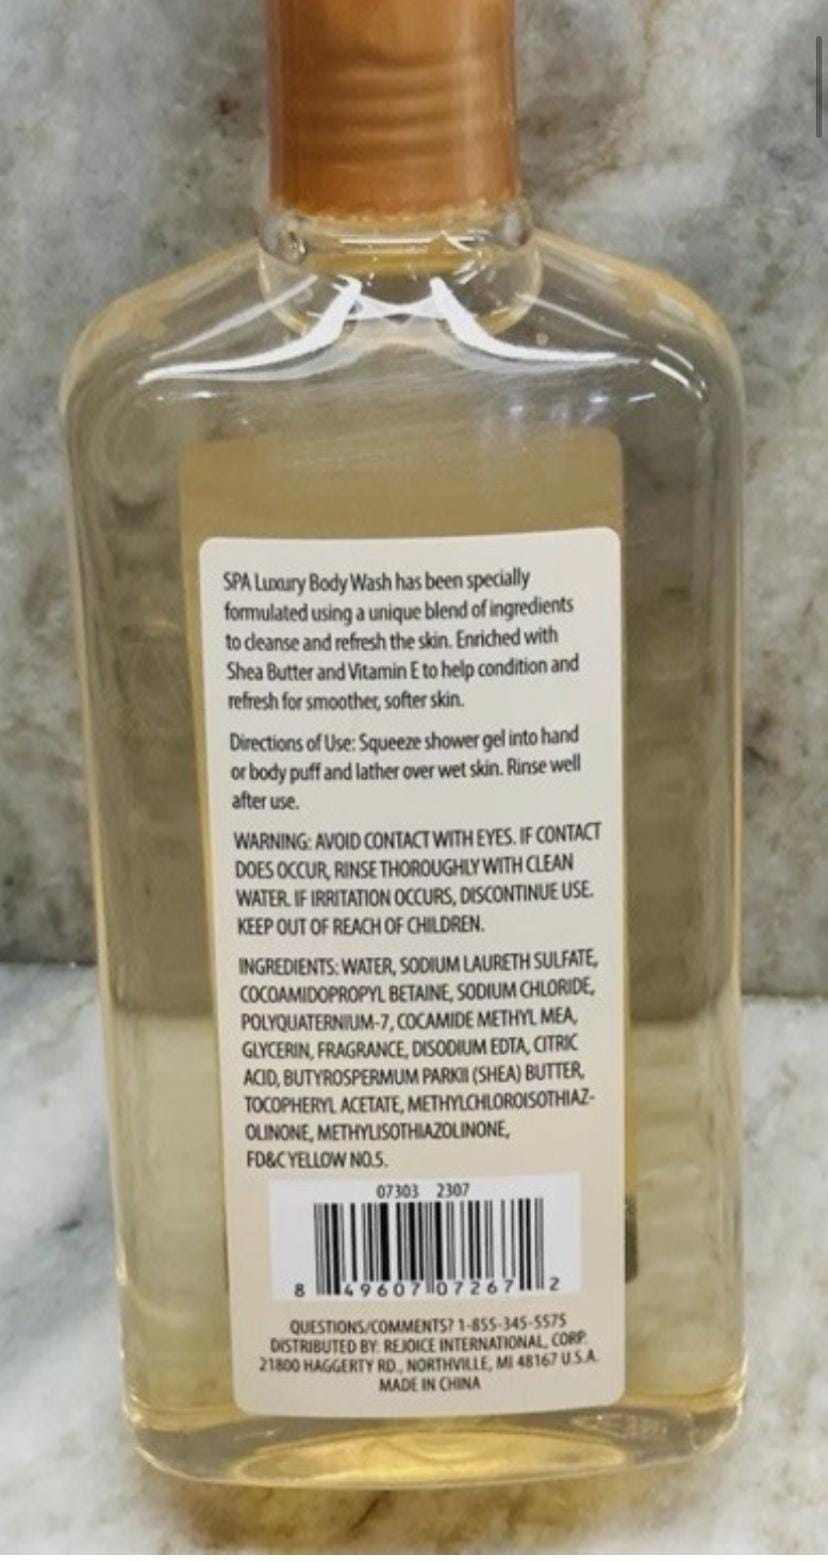 SPA Luxury Body Wash has been specially
formulated using a unique blend of ingredients
to cleanse and refresh the skin. Enriched with
Shea Butter and Vitamin E to help condition and
refresh for smoother, softer skin.
Directions of Use: Squeeze shower gel into hand
or body puff and lather over wet skin. Rinse well
after use.
WARNING: AVOID CONTACT WITH EYES. IF CONTACT
DOES OCCUR, RINSE THOROUGHLY WITH CLEAN
WATER. IF IRRITATION OCCURS, DISCONTINUE USE.
KEEP OUT OF REACH OF CHILDREN.
INGREDIENTS: WATER, SODIUM LAURETH SULFATE,
COCOAMIDOPROPYL BETAINE, SODIUM CHLORIDE,
POLYQUATERNIUM-7, COCAMIDE METHYL MEA,
GLYCERIN, FRAGRANCE, DISODIUM EDTA, CITRIC
ACID, BUTYROSPERMUM PARKII (SHEA) BUTTER,
TOCOPHERYL ACETATE, METHYLCHLOROISOTHIAZ-
OLINONE, METHYLISOTHIAZOLINONE,
FD&C YELLOW NO.5.
07303 2307
8 49607 07267 2
QUESTIONS/COMMENTS? 1-855-345-5575
DISTRIBUTED BY: REJOICE INTERNATIONAL, CORP.
21800 HAGGERTY RD., NORTHVILLE, MI 48167 U.S.A.
MADE IN CHINA